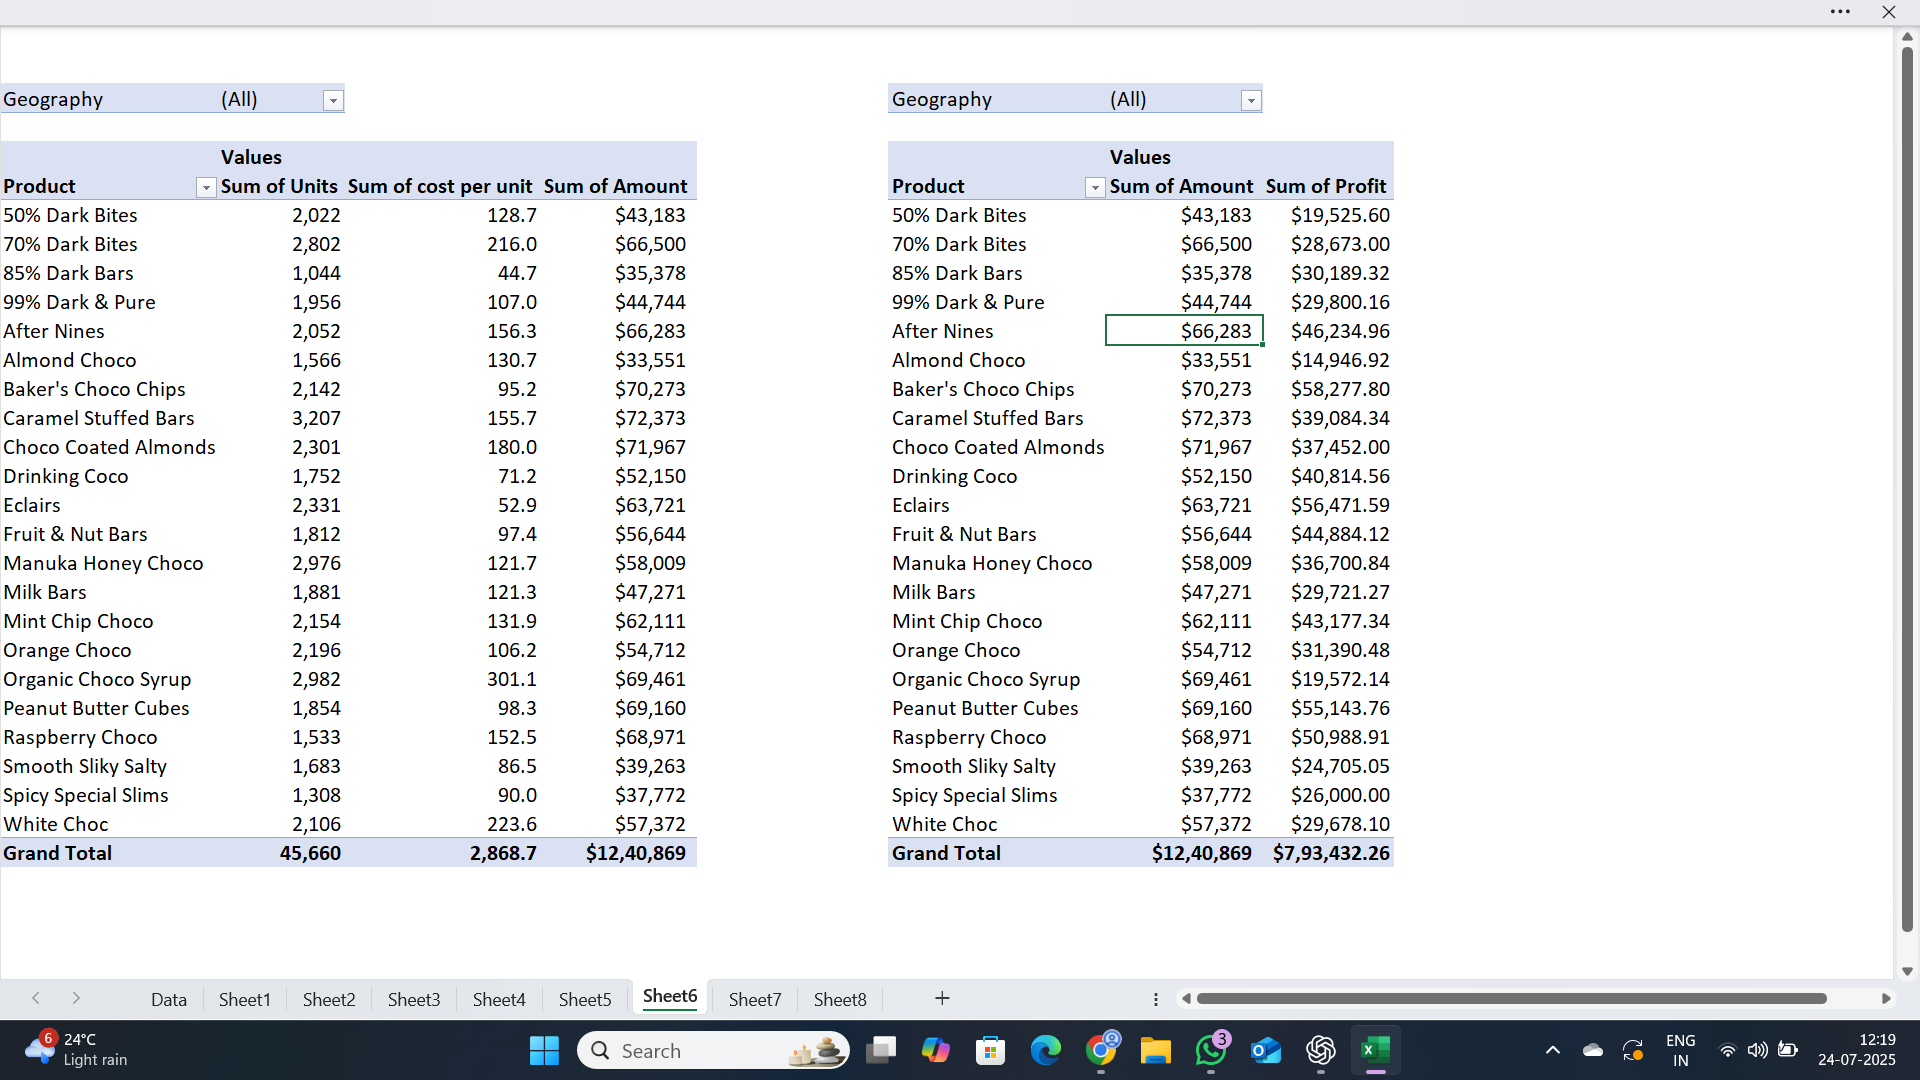 Geography (All)
Values
Product Sum of Units Sum of cost per unit Sum of Amount
50% Dark Bites 2,022 128.7 $43,183
70% Dark Bites 2,802 216.0 $66,500
85% Dark Bars 1,044 44.7 $35,378
99% Dark & Pure 1,956 107.0 $44,744
After Nines 2,052 156.3 $66,283
Almond Choco 1,566 130.7 $33,551
Baker's Choco Chips 2,142 95.2 $70,273
Caramel Stuffed Bars 3,207 155.7 $72,373
Choco Coated Almonds 2,301 180.0 $71,967
Drinking Coco 1,752 71.2 $52,150
Eclairs 2,331 52.9 $63,721
Fruit & Nut Bars 1,812 97.4 $56,644
Manuka Honey Choco 2,976 121.7 $58,009
Milk Bars 1,881 121.3 $47,271
Mint Chip Choco 2,154 131.9 $62,111
Orange Choco 2,196 106.2 $54,712
Organic Choco Syrup 2,982 301.1 $69,461
Peanut Butter Cubes 1,854 98.3 $69,160
Raspberry Choco 1,533 152.5 $68,971
Smooth Sliky Salty 1,683 86.5 $39,263
Spicy Special Slims 1,308 90.0 $37,772
White Choc 2,106 223.6 $57,372
Grand Total 45,660 2,868.7 $12,40,869
Geography (All)
Values
Product Sum of Amount Sum of Profit
50% Dark Bites $43,183 $19,525.60
70% Dark Bites $66,500 $28,673.00
85% Dark Bars $35,378 $30,189.32
99% Dark & Pure $44,744 $29,800.16
After Nines $66,283 $46,234.96
Almond Choco $33,551 $14,946.92
Baker's Choco Chips $70,273 $58,277.80
Caramel Stuffed Bars $72,373 $39,084.34
Choco Coated Almonds $71,967 $37,452.00
Drinking Coco $52,150 $40,814.56
Eclairs $63,721 $56,471.59
Fruit & Nut Bars $56,644 $44,884.12
Manuka Honey Choco $58,009 $36,700.84
Milk Bars $47,271 $29,721.27
Mint Chip Choco $62,111 $43,177.34
Orange Choco $54,712 $31,390.48
Organic Choco Syrup $69,461 $19,572.14
Peanut Butter Cubes $69,160 $55,143.76
Raspberry Choco $68,971 $50,988.91
Smooth Sliky Salty $39,263 $24,705.05
Spicy Special Slims $37,772 $26,000.00
White Choc $57,372 $29,678.10
Grand Total $12,40,869 $7,93,432.26
Data Sheet1 Sheet2 Sheet3 Sheet4 Sheet5 Sheet6 Sheet7 Sheet8
6
24°C
Light rain
Search
3
ENG
IN
12:19
24-07-2025